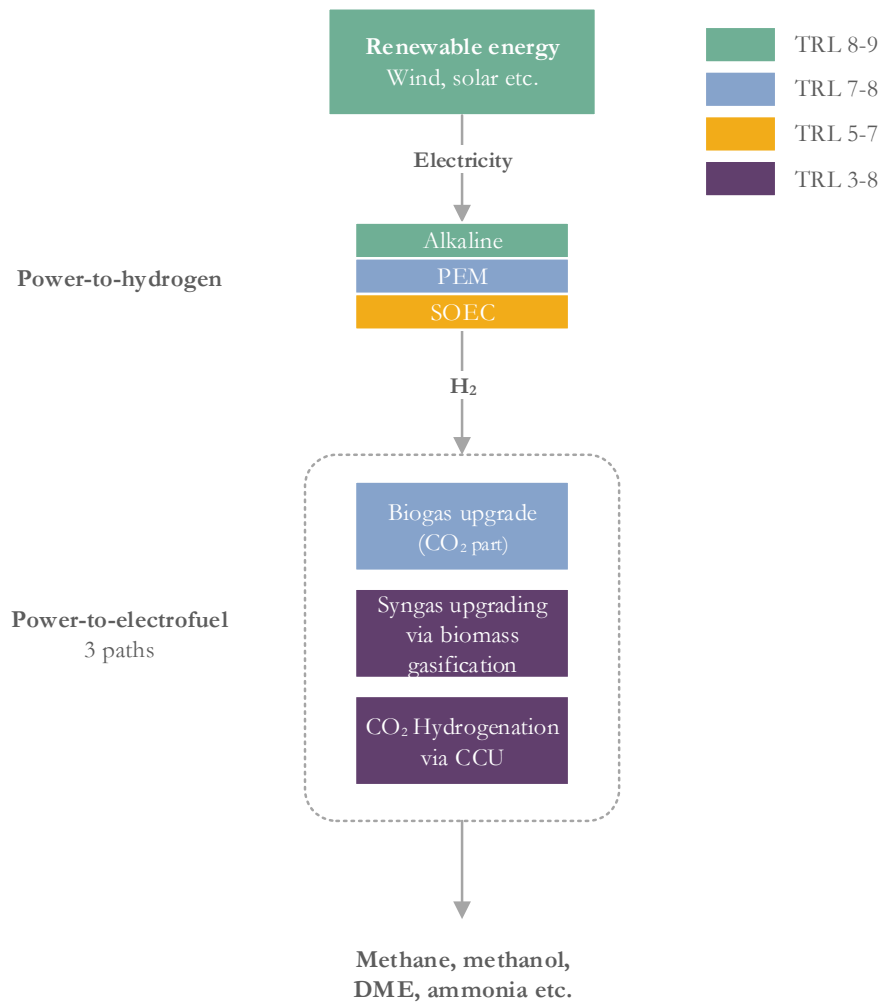 Renewable energy
Wind, solar etc.
TRL 8-9
TRL 7-8
TRL 5-7
TRL 3-8
Electricity
Power-to-hydrogen
Alkaline
PEM
SOEC
H₂
Biogas upgrade
(CO₂ part)
Power-to-electrofuel
3 paths
Syngas upgrading
via biomass
gasification
CO₂ Hydrogenation
via CCU
Methane, methanol,
DME, ammonia etc.